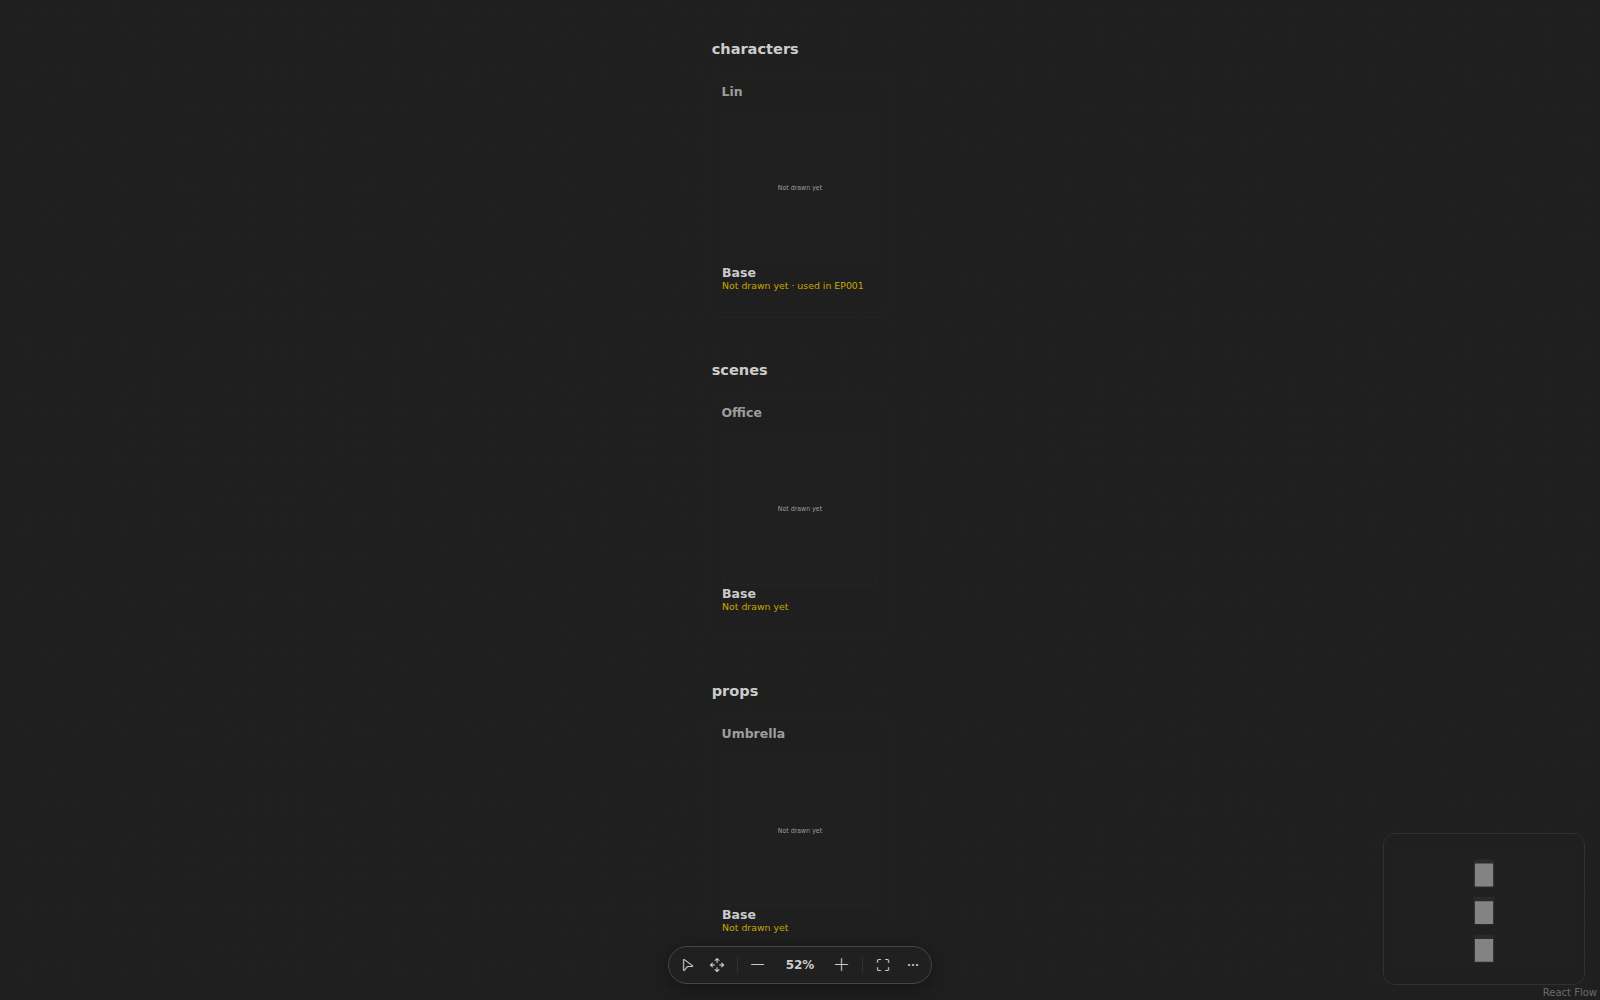 characters
Lin
Not drawn yet
Base
Not drawn yet · used in EP001
scenes
Office
Not drawn yet
Base
Not drawn yet
props
Umbrella
Not drawn yet
Base
Not drawn yet
52%
React Flow